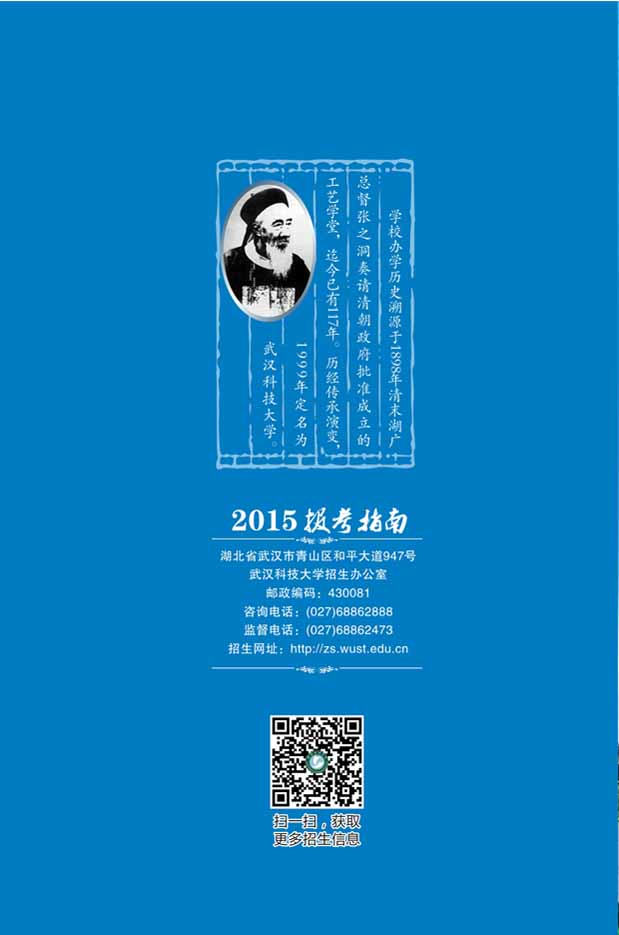 学校办学历史溯源于1898年清末湖广
总督张之洞奏请清朝政府批准成立的
工艺学堂，迄今已有117年。历经传承演变，
1999年定名为
武汉科技大学。
2015报考指南
湖北省武汉市青山区和平大道947号
武汉科技大学招生办公室
邮政编码：430081
咨询电话：(027)68862888
监督电话：(027)68862473
招生网址：http://zs.wust.edu.cn
扫一扫，获取
更多招生信息